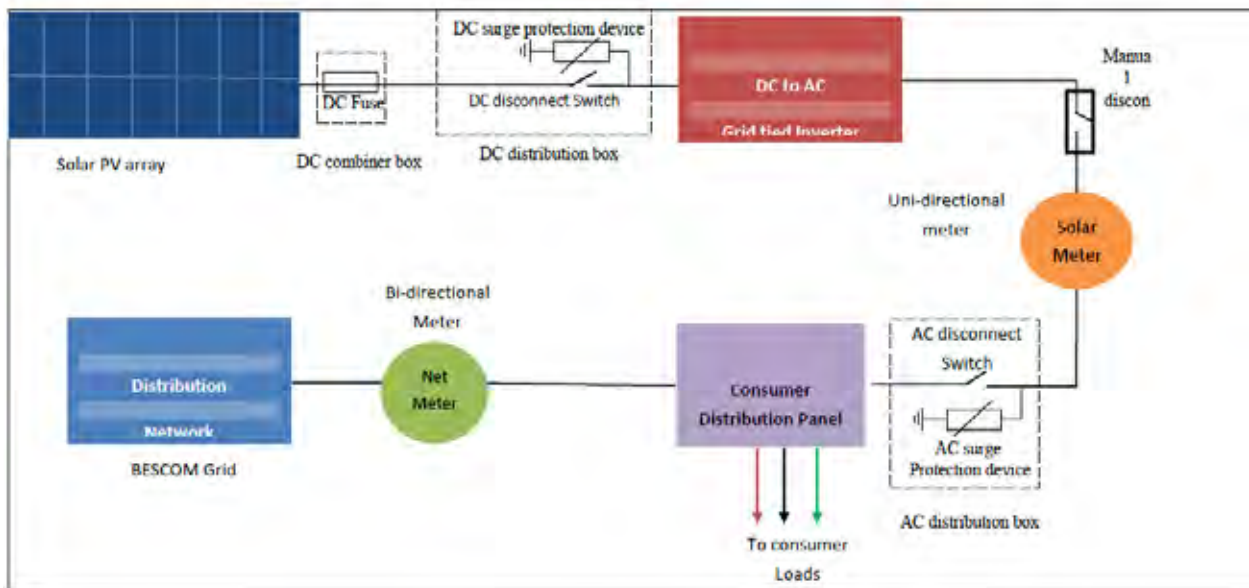 DC surge protection device
DC Fuse
DC disconnect Switch
DC to AC
Grid tied Inverter
Manua
l
discon
Solar PV array
DC combiner box
DC distribution box
Uni-directional
meter
Solar
Meter
Bi-directional
Meter
AC disconnect
Switch
Distribution
Network
Net
Meter
Consumer
Distribution Panel
AC surge
Protection device
BESCOM Grid
AC distribution box
To consumer
Loads